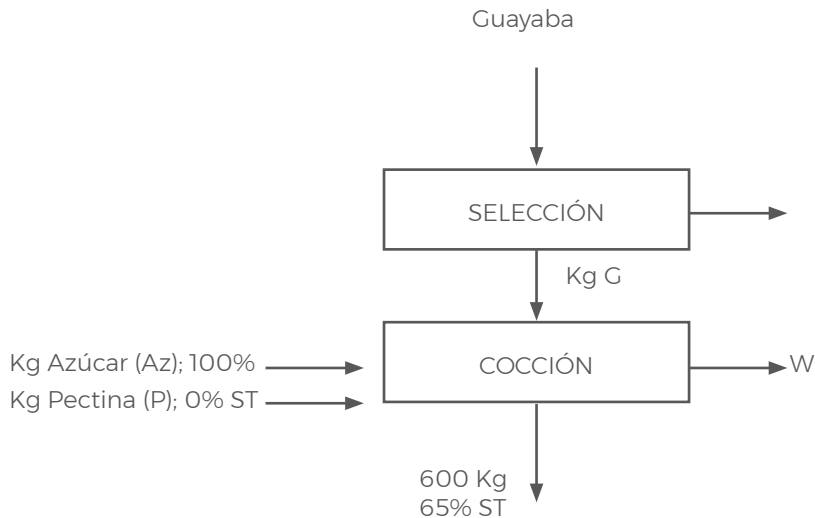 Guayaba
SELECCIÓN
Kg G
Kg Azúcar (Az); 100%
Kg Pectina (P); 0% ST
COCCIÓN
W
600 Kg
65% ST